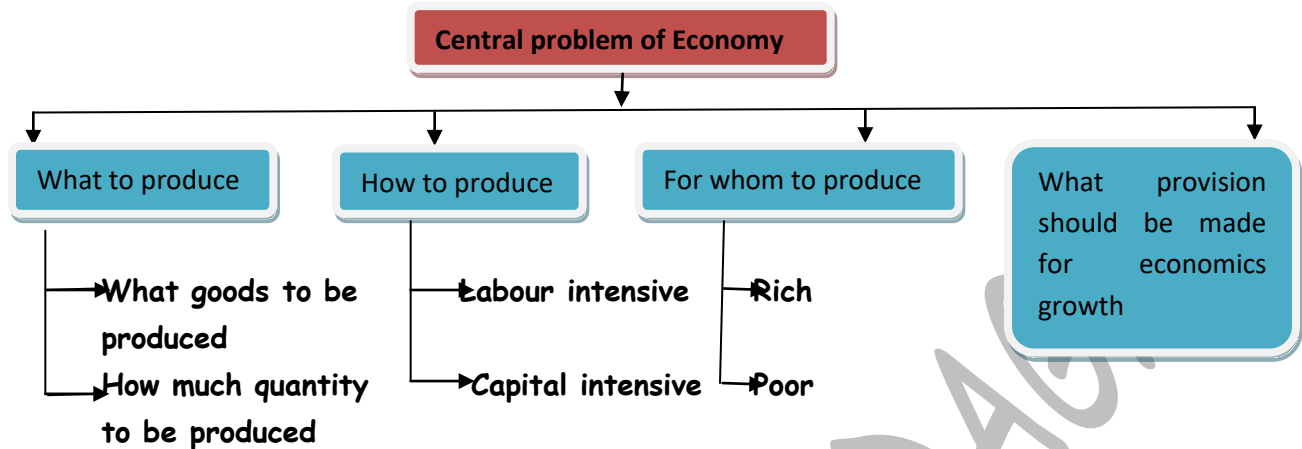 Central problem of Economy
What to produce
How to produce
For whom to produce
What provision
should be made
for economics
growth
What goods to be
produced
How much quantity
to be produced
Labour intensive
Capital intensive
Rich
Poor